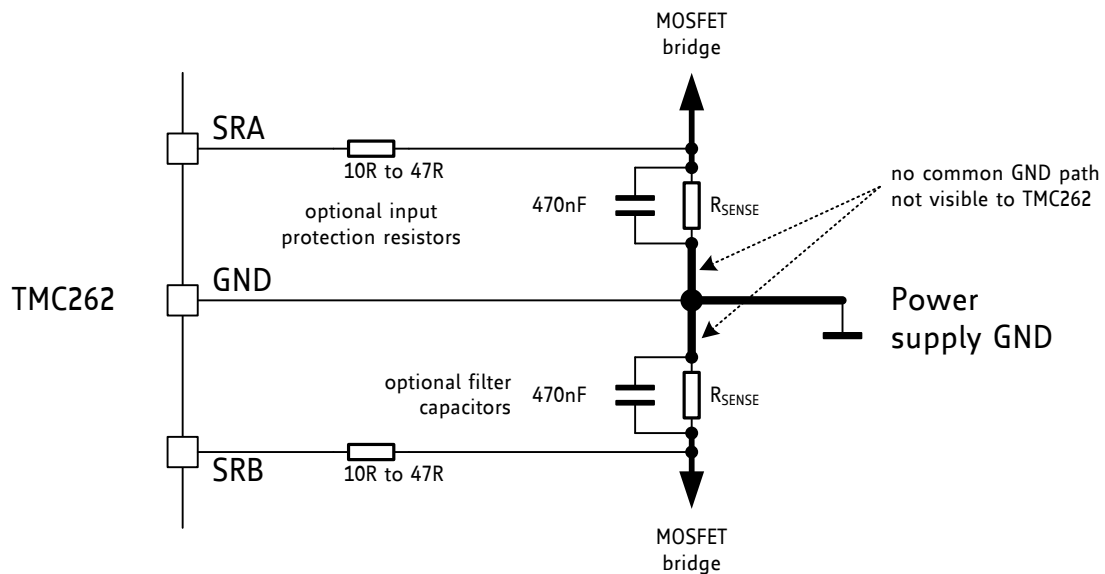 MOSFET
bridge
SRA
10R to 47R
optional input
protection resistors
470nF
RSENSE
no common GND path
not visible to TMC262
TMC262
GND
Power
supply GND
optional filter
capacitors
470nF
RSENSE
SRB
10R to 47R
MOSFET
bridge